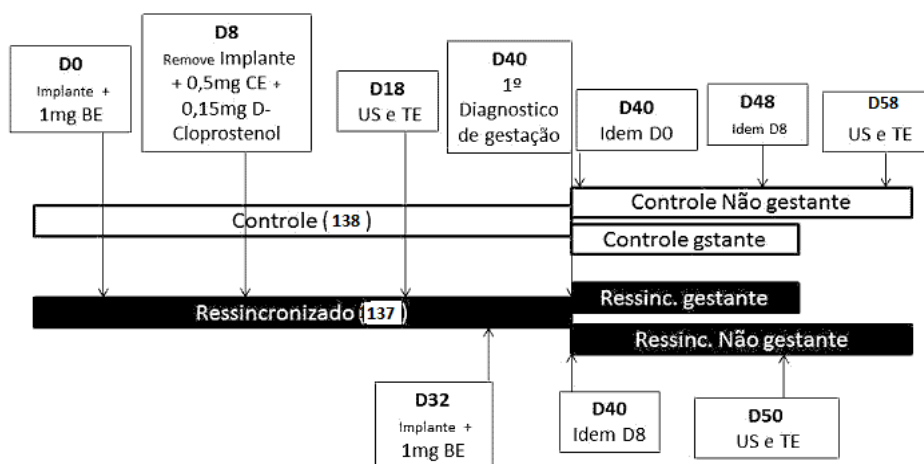 D0
Implante +
1mg BE
D8
Remove Implante
+ 0,5mg CE +
0,15mg D-
Cloprostenol
D18
US e TE
D40
1º
Diagnostico
de gestação
D40
Idem D0
D48
Idem D8
D58
US e TE
Controle (138)
Controle Não gestante
Controle gstante
Ressincronizado (137)
Ressinc. gestante
Ressinc. Não gestante
D32
Implante +
1mg BE
D40
Idem D8
D50
US e TE